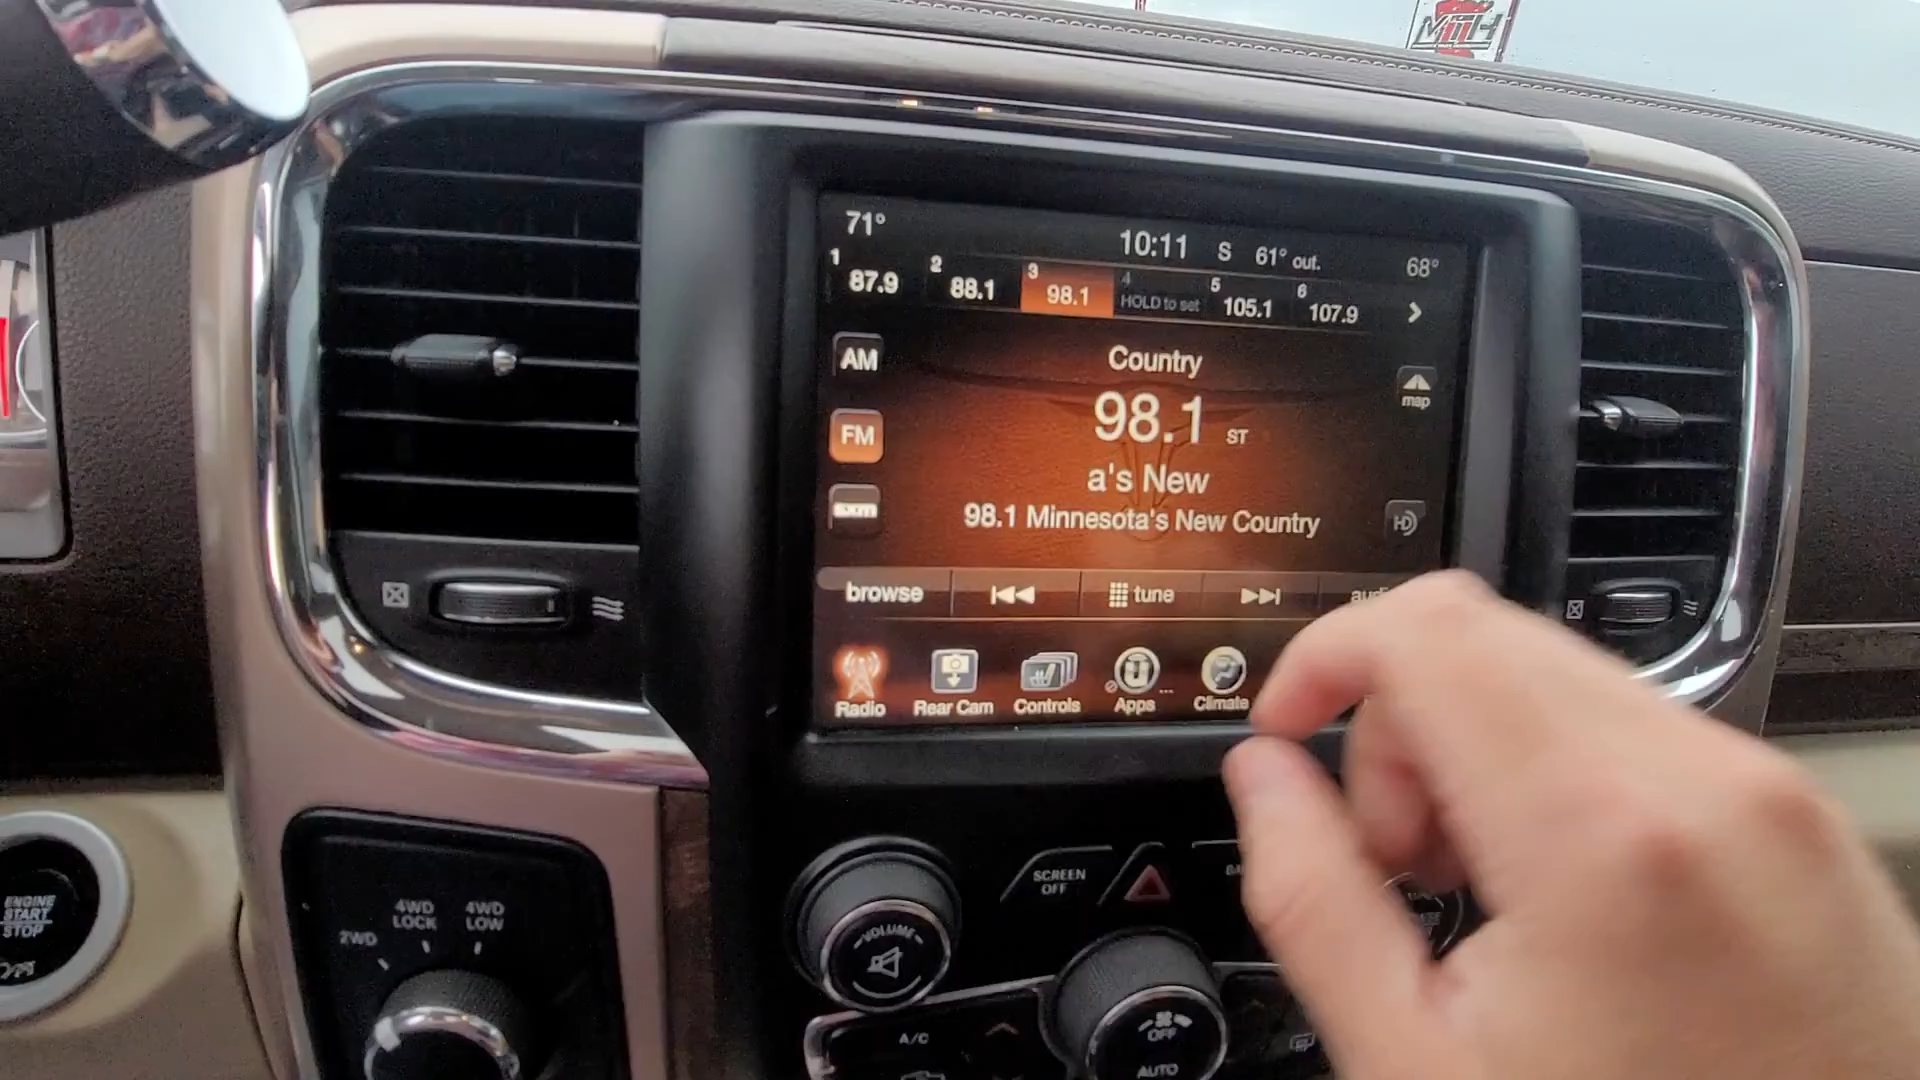 MTH
71°
10:11 S 61° out.
68°
1 87.9
2 88.1
3 98.1
4 HOLD to set
5 105.1
6 107.9
AM
Country
98.1 ST
map
FM
a's New
98.1 Minnesota's New Country
HD
browse
tune
Radio
Rear Cam
Controls
Apps
Climate
SCREEN
OFF
ENGINE
START
STOP
2WD
4WD
LOCK
4WD
LOW
VOLUME
A/C
OFF
AUTO